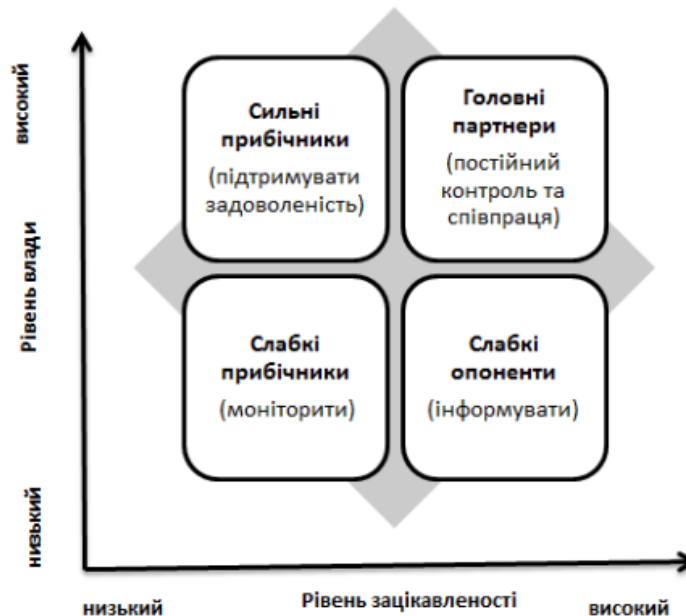 високий
Рівень влади
низький
Сильні
прибічники
(підтримувати
задоволеність)
Головні
партнери
(постійний
контроль та
співпраця)
Слабкі
прибічники
(моніторити)
Слабкі
опоненти
(інформувати)
низький
Рівень зацікавленості
високий